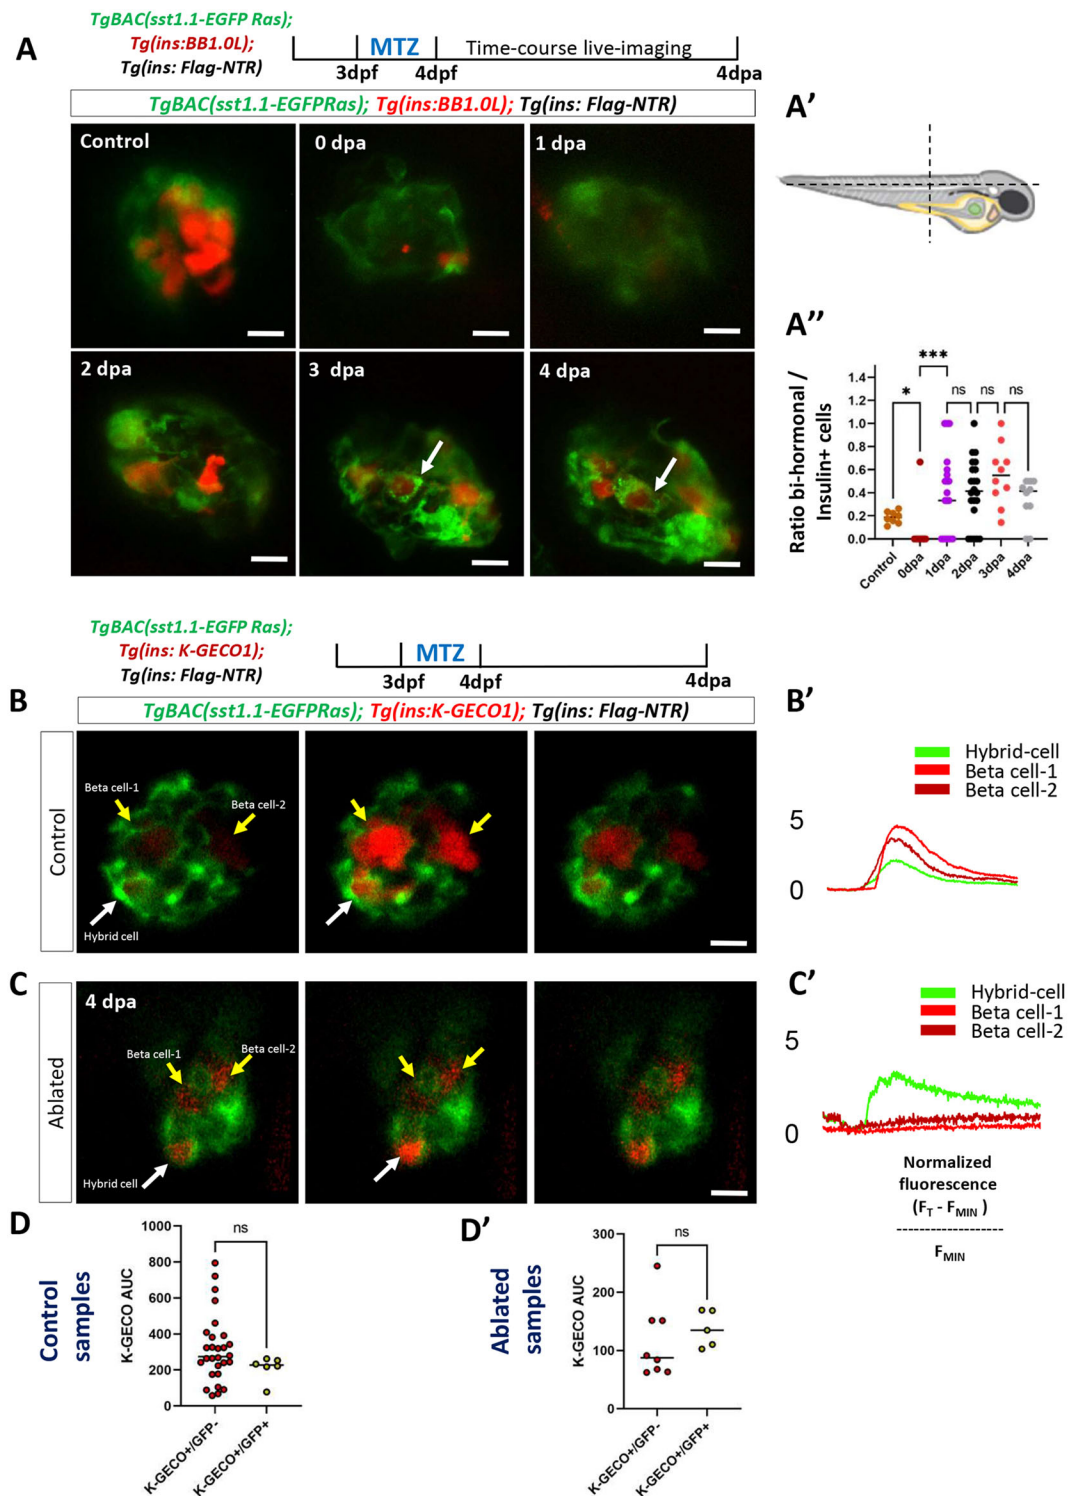 TgBAC(sst1.1-EGFP Ras);
Tg(ins:BB1.0L);
Tg(ins: Flag-NTR)
A
MTZ
Time-course live-imaging
3dpf
4dpf
4dpa
TgBAC(sst1.1-EGFPRas); Tg(ins:BB1.0L); Tg(ins: Flag-NTR)
Control
0 dpa
1 dpa
2 dpa
3 dpa
4 dpa
A'
A''
Ratio bi-hormonal /
Insulin+ cells
1.4
1.2
1.0
0.8
0.6
0.4
0.2
0.0
*
***
ns
ns
ns
Control
0dpa
1dpa
2dpa
3dpa
4dpa
TgBAC(sst1.1-EGFP Ras);
Tg(ins: K-GECO1);
Tg(ins: Flag-NTR)
MTZ
3dpf
4dpf
4dpa
B
TgBAC(sst1.1-EGFPRas); Tg(ins:K-GECO1); Tg(ins: Flag-NTR)
Control
Beta cell-1
Beta cell-2
Hybrid cell
B'
Hybrid-cell
Beta cell-1
Beta cell-2
5
0
C
Ablated
4 dpa
Beta cell-1
Beta cell-2
Hybrid cell
C'
Hybrid-cell
Beta cell-1
Beta cell-2
5
0
Normalized
fluorescence
(FT - FMIN )
--------------------
FMIN
D
Control
samples
K-GECO AUC
1000
800
600
400
200
0
ns
K-GECO+/GFP-
K-GECO+/GFP+
D'
Ablated
samples
K-GECO AUC
300
200
100
0
ns
K-GECO+/GFP-
K-GECO+/GFP+